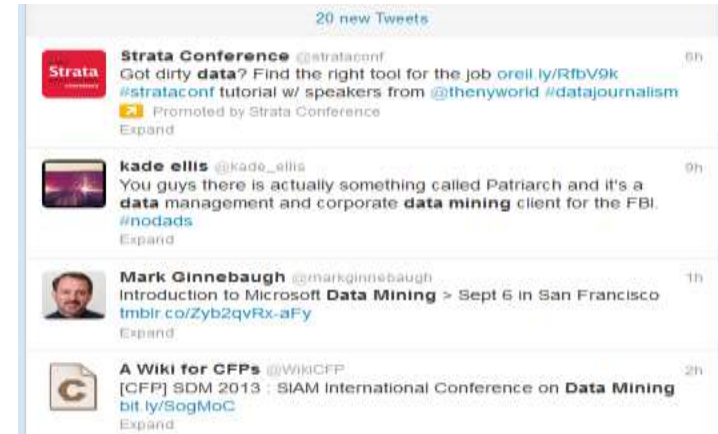 20 new Tweets
Strata
Strata Conference @strataconf 6h
Got dirty data? Find the right tool for the job oreil.ly/RfbV9k
#strataconf tutorial w/ speakers from @thenyworld #datajournalism
Promoted by Strata Conference
Expand
kade ellis @kade_ellis 9h
You guys there is actually something called Patriarch and it's a
data management and corporate data mining client for the FBI.
#nodads
Expand
Mark Ginnebaugh @markginnebaugh 1h
Introduction to Microsoft Data Mining > Sept 6 in San Francisco
tmblr.co/Zyb2qvRx-aFy
Expand
C
A Wiki for CFPs @WikiCFP 2h
[CFP] SDM 2013 : SIAM International Conference on Data Mining
bit.ly/SogMoC
Expand